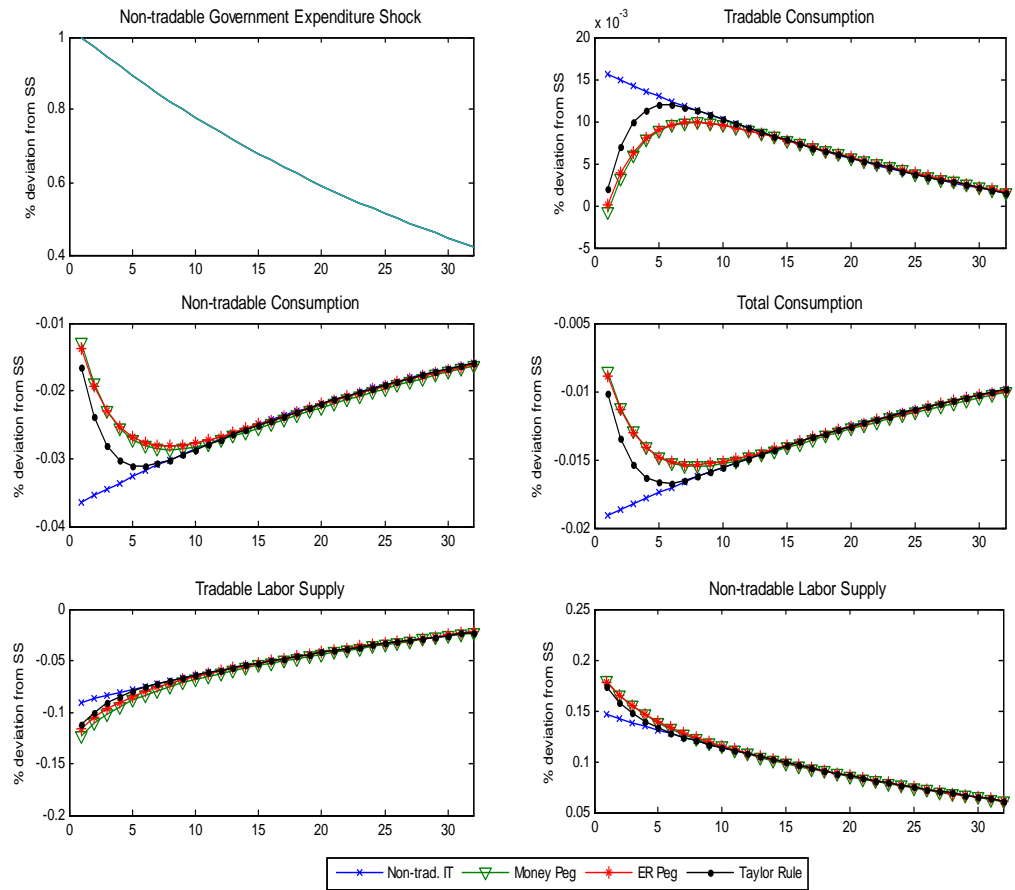 Non-tradable Government Expenditure Shock
% deviation from SS
1
0.8
0.6
0.4
0 5 10 15 20 25 30
Tradable Consumption
x 10^-3
% deviation from SS
20
15
10
5
0
-5
0 5 10 15 20 25 30
Non-tradable Consumption
% deviation from SS
-0.01
-0.02
-0.03
-0.04
0 5 10 15 20 25 30
Total Consumption
% deviation from SS
-0.005
-0.01
-0.015
-0.02
0 5 10 15 20 25 30
Tradable Labor Supply
% deviation from SS
0
-0.05
-0.1
-0.15
-0.2
0 5 10 15 20 25 30
Non-tradable Labor Supply
% deviation from SS
0.25
0.2
0.15
0.1
0.05
0 5 10 15 20 25 30
Non-trad. IT Money Peg ER Peg Taylor Rule